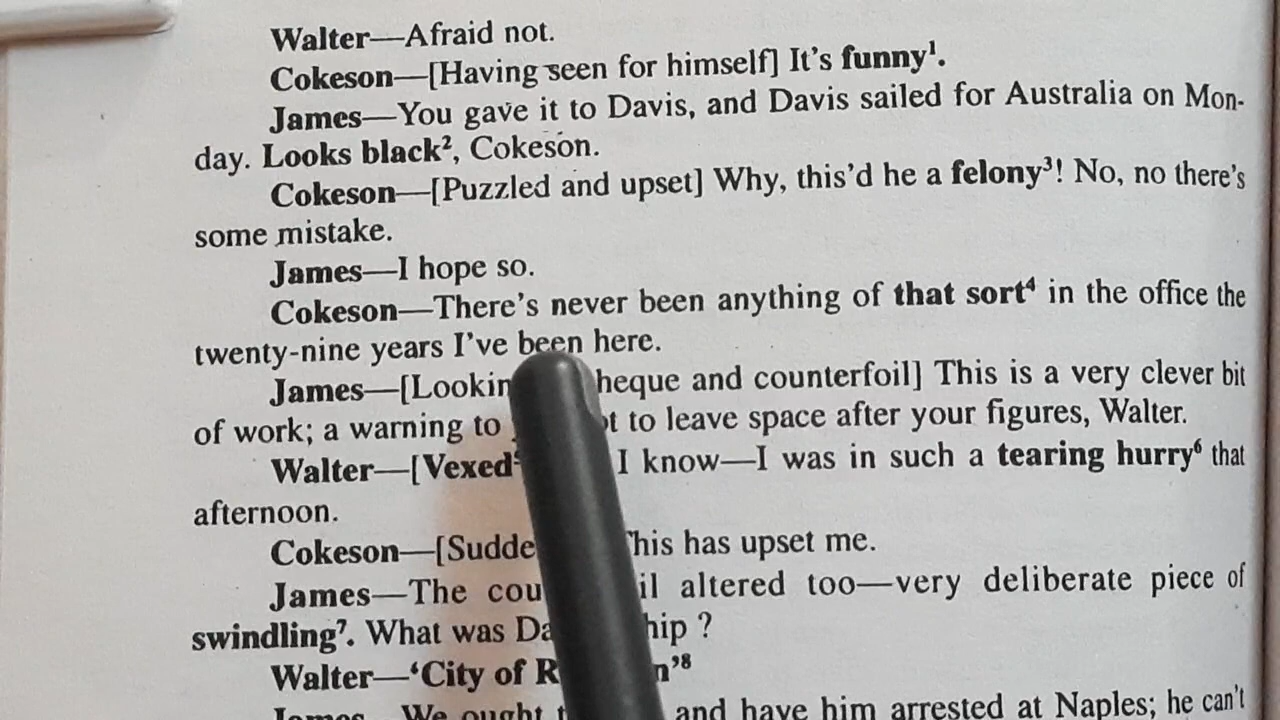 Walter—Afraid not.
Cokeson—[Having seen for himself] It's funny¹.
James—You gave it to Davis, and Davis sailed for Australia on Mon-
day. Looks black², Cokeson.
Cokeson—[Puzzled and upset] Why, this'd he a felony³! No, no there's
some mistake.
James—I hope so.
Cokeson—There's never been anything of that sort⁴ in the office the
twenty-nine years I've been here.
James—[Lookin heque and counterfoil] This is a very clever bit
of work; a warning to to leave space after your figures, Walter.
Walter—[Vexed⁵ I know—I was in such a tearing hurry⁶ that
afternoon.
Cokeson—[Sudde This has upset me.
James—The cou il altered too—very deliberate piece of
swindling⁷. What was Da hip ?
Walter—‘City of R n’⁸
James We ought and have him arrested at Naples; he can't